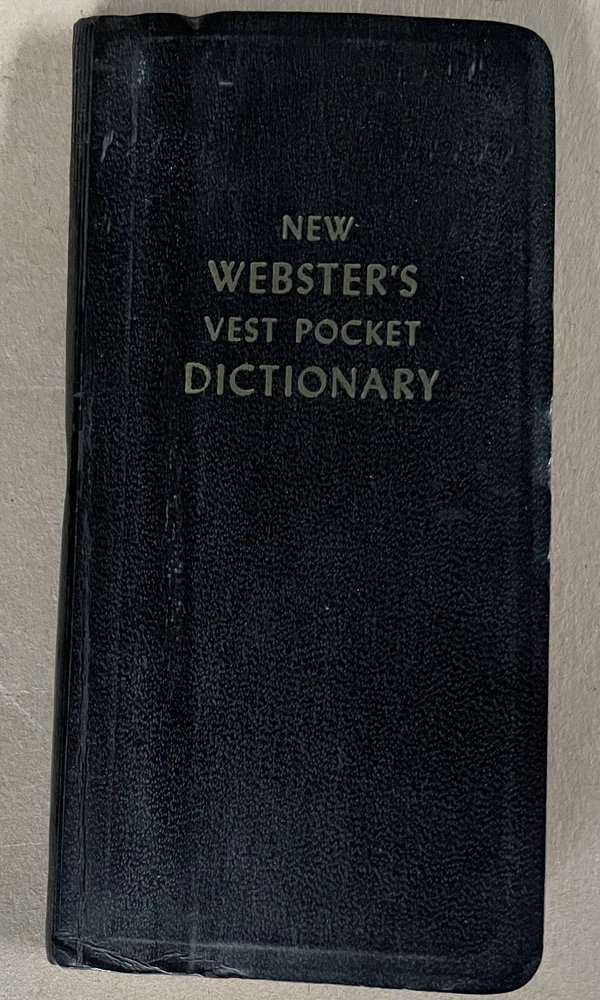 NEW
WEBSTER'S
VEST POCKET
DICTIONARY